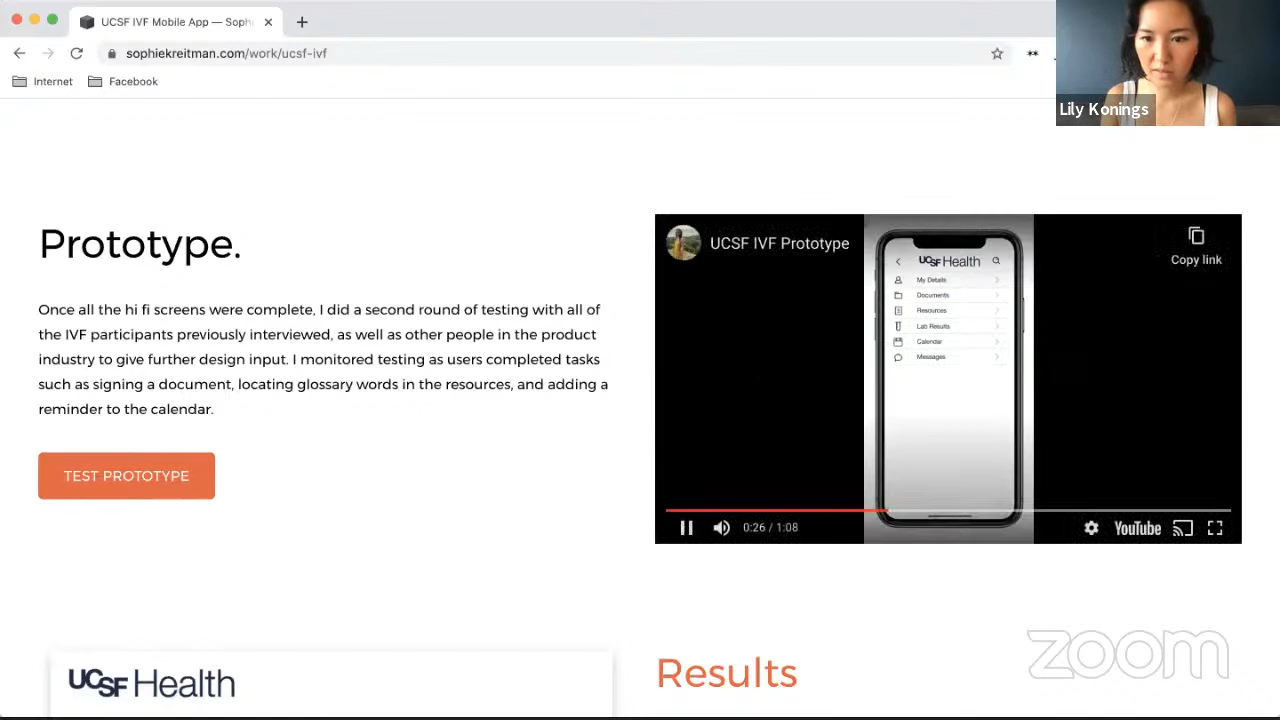 UCSF IVF Mobile App — Soph
sophiekreitman.com/work/ucsf-ivf
Internet
Facebook
Lily Konings
Prototype.
Once all the hi fi screens were complete, I did a second round of testing with all of
the IVF participants previously interviewed, as well as other people in the product
industry to give further design input. I monitored testing as users completed tasks
such as signing a document, locating glossary words in the resources, and adding a
reminder to the calendar.
TEST PROTOTYPE
UCSF IVF Prototype
Copy link
UCSF Health
My Details
Documents
Resources
Lab Results
Calendar
Messages
0:26 / 1:08
YouTube
UCSF Health
Results
zoom